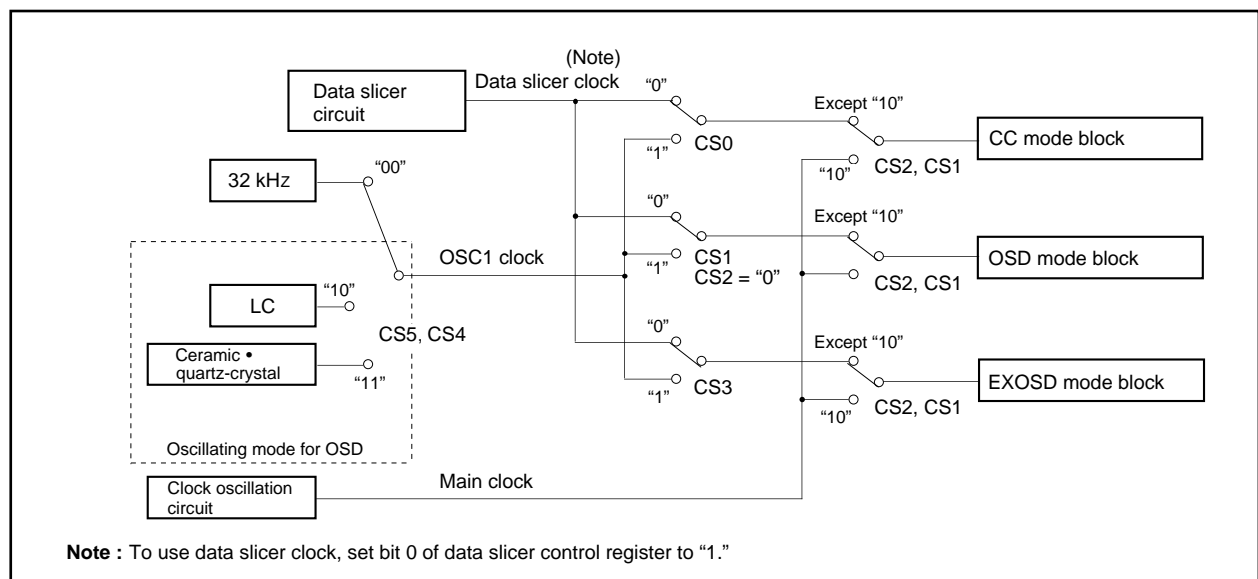 (Note)
Data slicer clock
Data slicer
circuit
“0”
“1”
CS0
Except “10”
“10”
CS2, CS1
CC mode block
32 kHz
“00”
“0”
“1”
CS1
CS2 = “0”
Except “10”
CS2, CS1
OSD mode block
OSC1 clock
LC
“10”
CS5, CS4
Ceramic •
quartz-crystal
“11”
Oscillating mode for OSD
“0”
“1”
CS3
Except “10”
“10”
CS2, CS1
EXOSD mode block
Clock oscillation
circuit
Main clock
Note : To use data slicer clock, set bit 0 of data slicer control register to “1.”